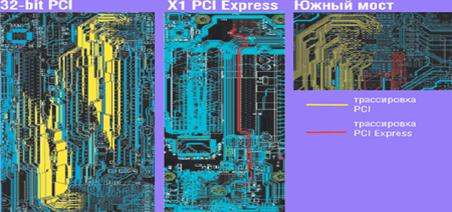 32-bit PCI
X1 PCI Express
Южный мост
трассировка
PCI
трассировка
PCI Express